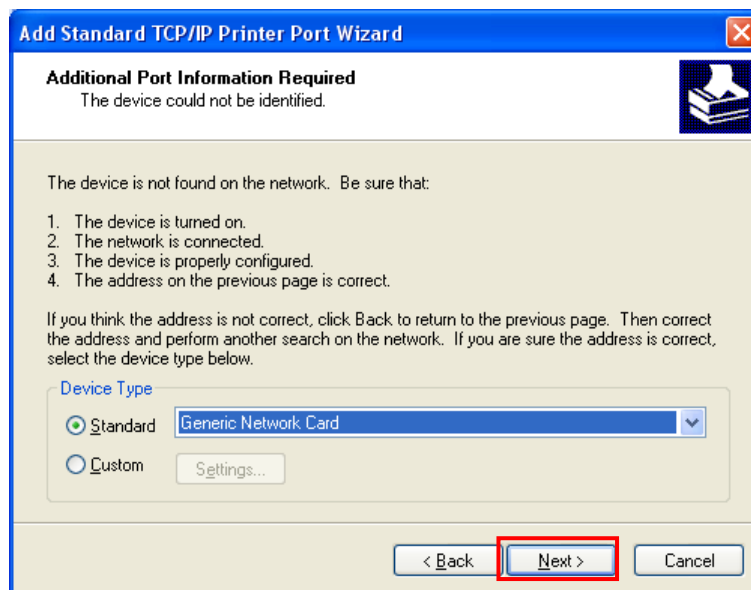 Add Standard TCP/IP Printer Port Wizard
Additional Port Information Required
The device could not be identified.
The device is not found on the network. Be sure that:
1. The device is turned on.
2. The network is connected.
3. The device is properly configured.
4. The address on the previous page is correct.
If you think the address is not correct, click Back to return to the previous page. Then correct
the address and perform another search on the network. If you are sure the address is correct,
select the device type below.
Device Type
Standard Generic Network Card
Custom Settings...
< Back Next > Cancel